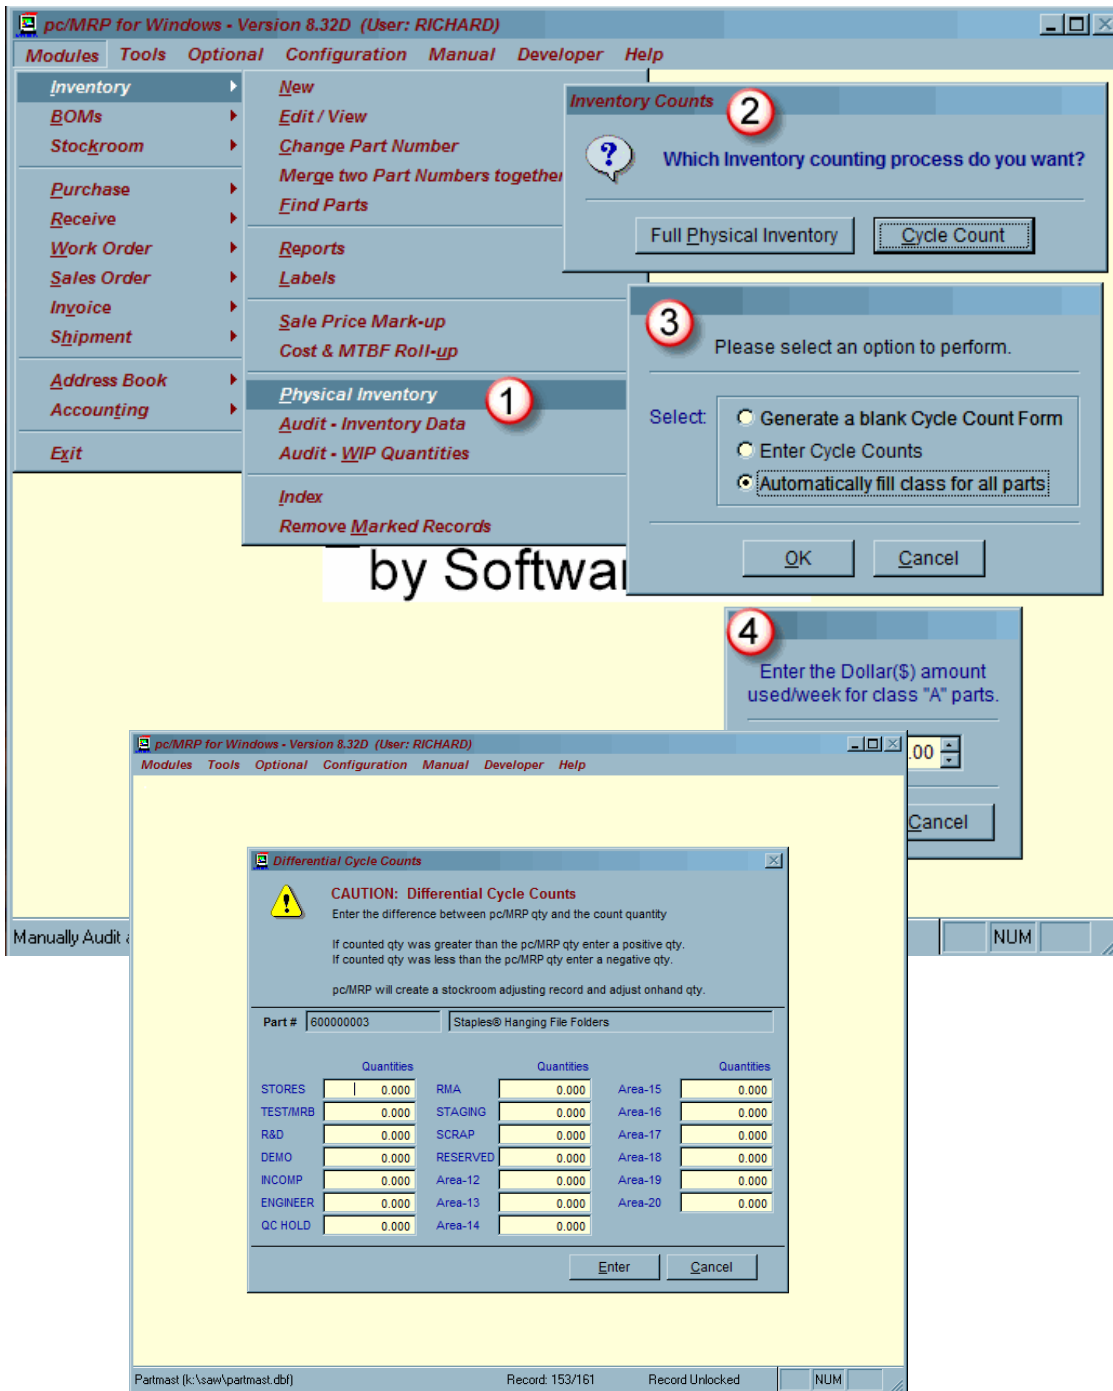 pc/MRP for Windows - Version 8.32D (User: RICHARD)
Modules Tools Optional Configuration Manual Developer Help
Inventory
BOMs
Stockroom
Purchase
Receive
Work Order
Sales Order
Invoice
Shipment
Address Book
Accounting
Exit
New
Edit / View
Change Part Number
Merge two Part Numbers together
Find Parts
Reports
Labels
Sale Price Mark-up
Cost & MTBF Roll-up
Physical Inventory
1
Audit - Inventory Data
Audit - WIP Quantities
Index
Remove Marked Records
Inventory Counts
2
?
Which Inventory counting process do you want?
Full Physical Inventory Cycle Count
3
Please select an option to perform.
Select: Generate a blank Cycle Count Form
Enter Cycle Counts
Automatically fill class for all parts
OK Cancel
by Softwa
4
Enter the Dollar($) amount
used/week for class "A" parts.
.00
Cancel
Manually Audit
NUM
pc/MRP for Windows - Version 8.32D (User: RICHARD)
Modules Tools Optional Configuration Manual Developer Help
Differential Cycle Counts
CAUTION: Differential Cycle Counts
Enter the difference between pc/MRP qty and the count quantity
If counted qty was greater than the pc/MRP qty enter a positive qty.
If counted qty was less than the pc/MRP qty enter a negative qty.
pc/MRP will create a stockroom adjusting record and adjust onhand qty.
Part # 600000003 Staples® Hanging File Folders
Quantities Quantities Quantities
STORES 0.000 RMA 0.000 Area-15 0.000
TEST/MRB 0.000 STAGING 0.000 Area-16 0.000
R&D 0.000 SCRAP 0.000 Area-17 0.000
DEMO 0.000 RESERVED 0.000 Area-18 0.000
INCOMP 0.000 Area-12 0.000 Area-19 0.000
ENGINEER 0.000 Area-13 0.000 Area-20 0.000
QC HOLD 0.000 Area-14 0.000
Enter Cancel
Partmast (k:\saw\partmast.dbf) Record: 153/161 Record Unlocked NUM